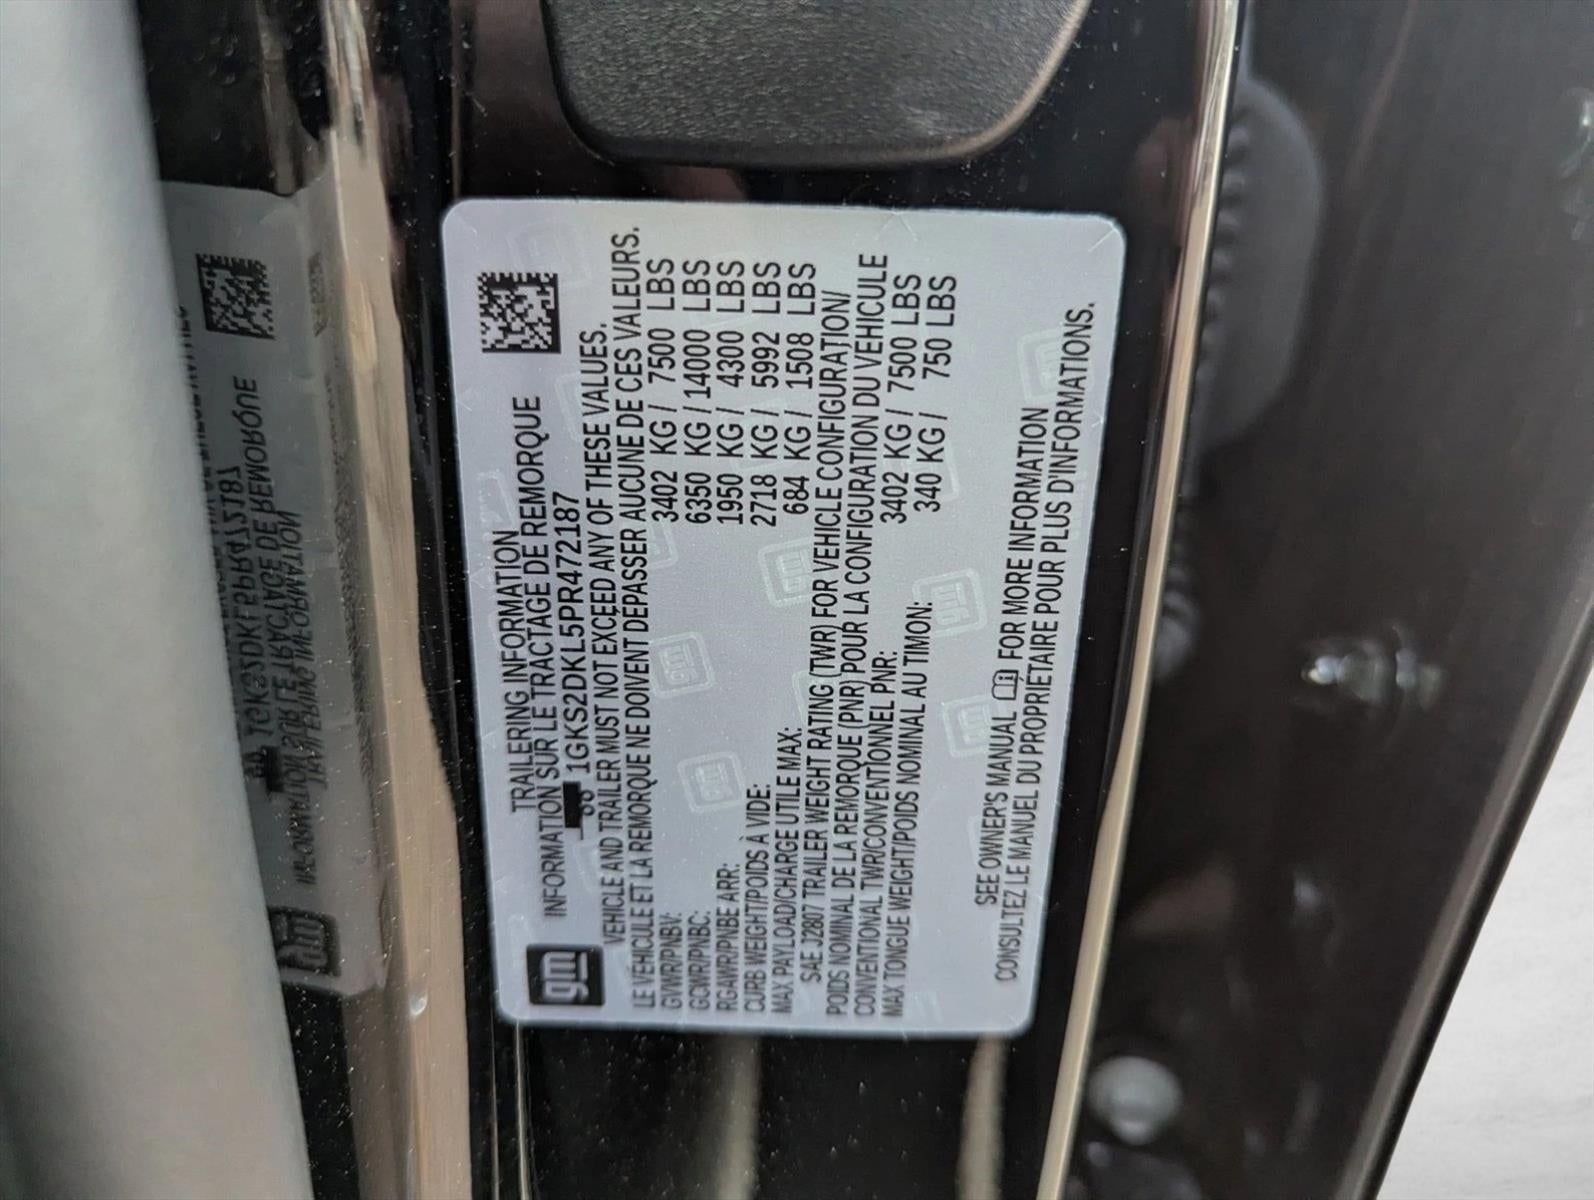 gm
TRAILERING INFORMATION
INFORMATION SUR LE TRACTAGE DE REMORQUE
1GKS2DKL5PR472187
VEHICLE AND TRAILER MUST NOT EXCEED ANY OF THESE VALUES.
LE VÉHICULE ET LA REMORQUE NE DOIVENT DÉPASSER AUCUNE DE CES VALEURS.
GVWR/PNBV: 3402 KG / 7500 LBS
GCWR/PNBC: 6350 KG / 14000 LBS
RGAWR/PNBE ARR: 1950 KG / 4300 LBS
CURB WEIGHT/POIDS À VIDE: 2718 KG / 5992 LBS
MAX PAYLOAD/CHARGE UTILE MAX: 684 KG / 1508 LBS
SAE J2807 TRAILER WEIGHT RATING (TWR) FOR VEHICLE CONFIGURATION/
POIDS NOMINAL DE LA REMORQUE (PNR) POUR LA CONFIGURATION DU VÉHICULE
CONVENTIONAL TWR/CONVENTIONNEL PNR: 3402 KG / 7500 LBS
MAX TONGUE WEIGHT/POIDS NOMINAL AU TIMON: 340 KG / 750 LBS
SEE OWNER'S MANUAL FOR MORE INFORMATION
CONSULTEZ LE MANUEL DU PROPRIÉTAIRE POUR PLUS D'INFORMATIONS.